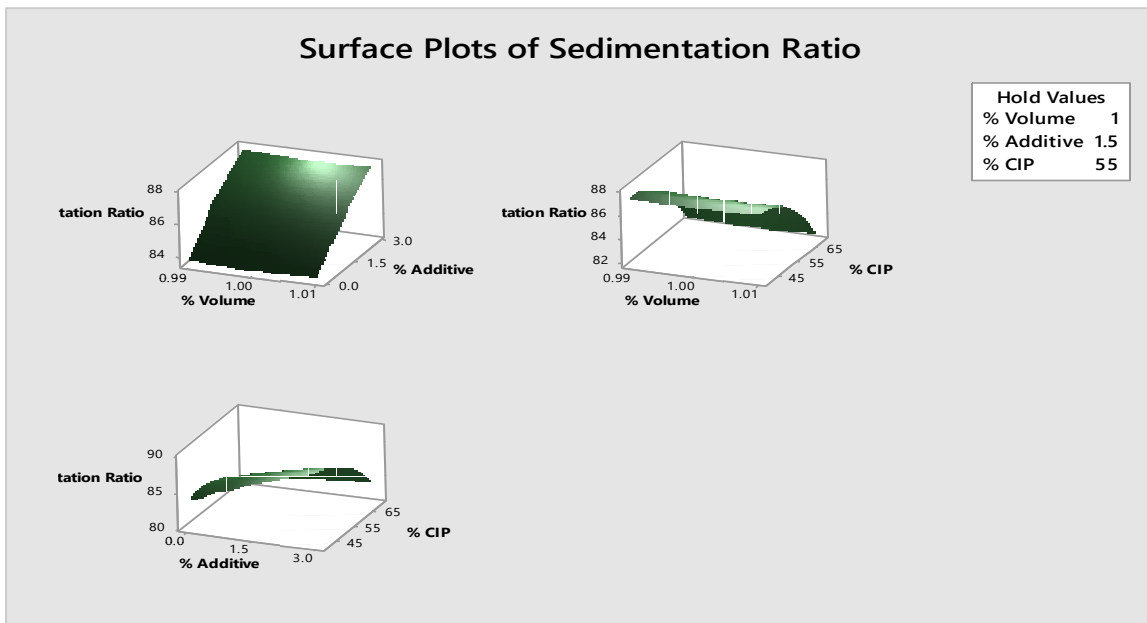 Surface Plots of Sedimentation Ratio
Hold Values
% Volume 1
% Additive 1.5
% CIP 55
88
86
84
tation Ratio
0.99
1.00
1.01
% Volume
0.0
1.5
3.0
% Additive
88
86
84
82
tation Ratio
0.99
1.00
1.01
% Volume
45
55
65
% CIP
90
85
80
tation Ratio
0.0
1.5
3.0
% Additive
45
55
65
% CIP